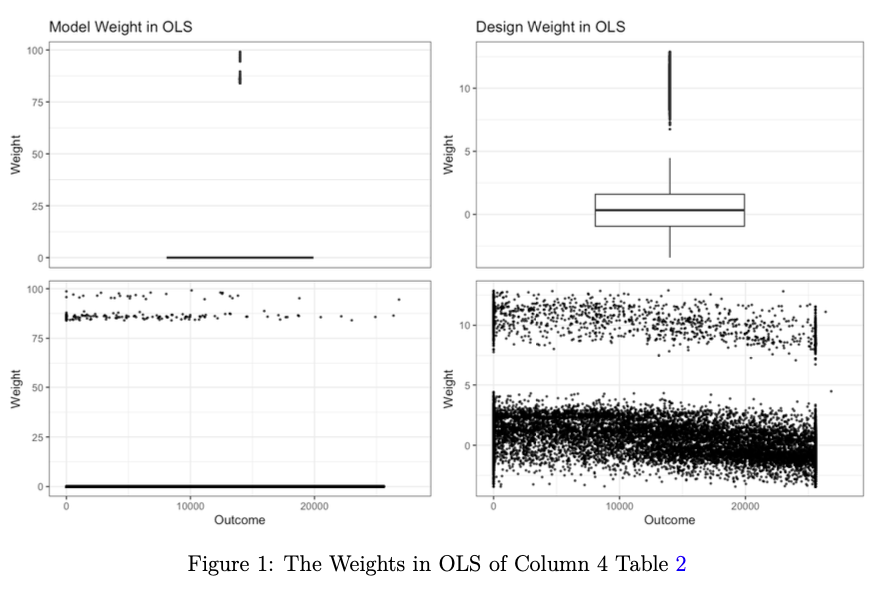 Model Weight in OLS
Design Weight in OLS
100
75
50
25
0
Weight
10
5
0
Weight
100
75
50
25
0
Weight
0
10000
20000
Outcome
10
5
0
Weight
0
10000
20000
Outcome
Figure 1: The Weights in OLS of Column 4 Table 2